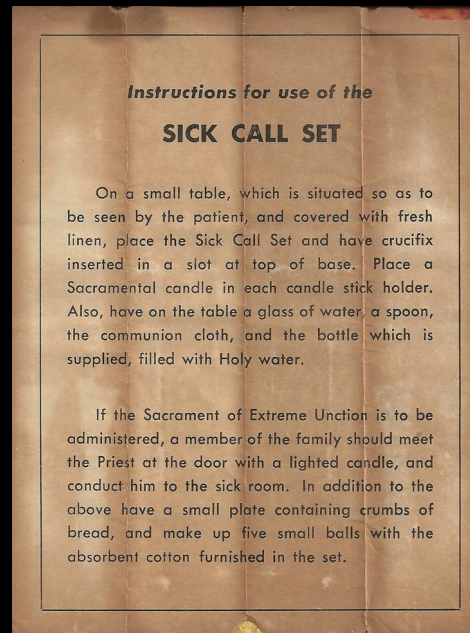 Instructions for use of the
SICK CALL SET
On a small table, which is situated so as to
be seen by the patient, and covered with fresh
linen, place the Sick Call Set and have crucifix
inserted in a slot at top of base. Place a
Sacramental candle in each candle stick holder.
Also, have on the table a glass of water, a spoon,
the communion cloth, and the bottle which is
supplied, filled with Holy water.
If the Sacrament of Extreme Unction is to be
administered, a member of the family should meet
the Priest at the door with a lighted candle, and
conduct him to the sick room. In addition to the
above have a small plate containing crumbs of
bread, and make up five small balls with the
absorbent cotton furnished in the set.